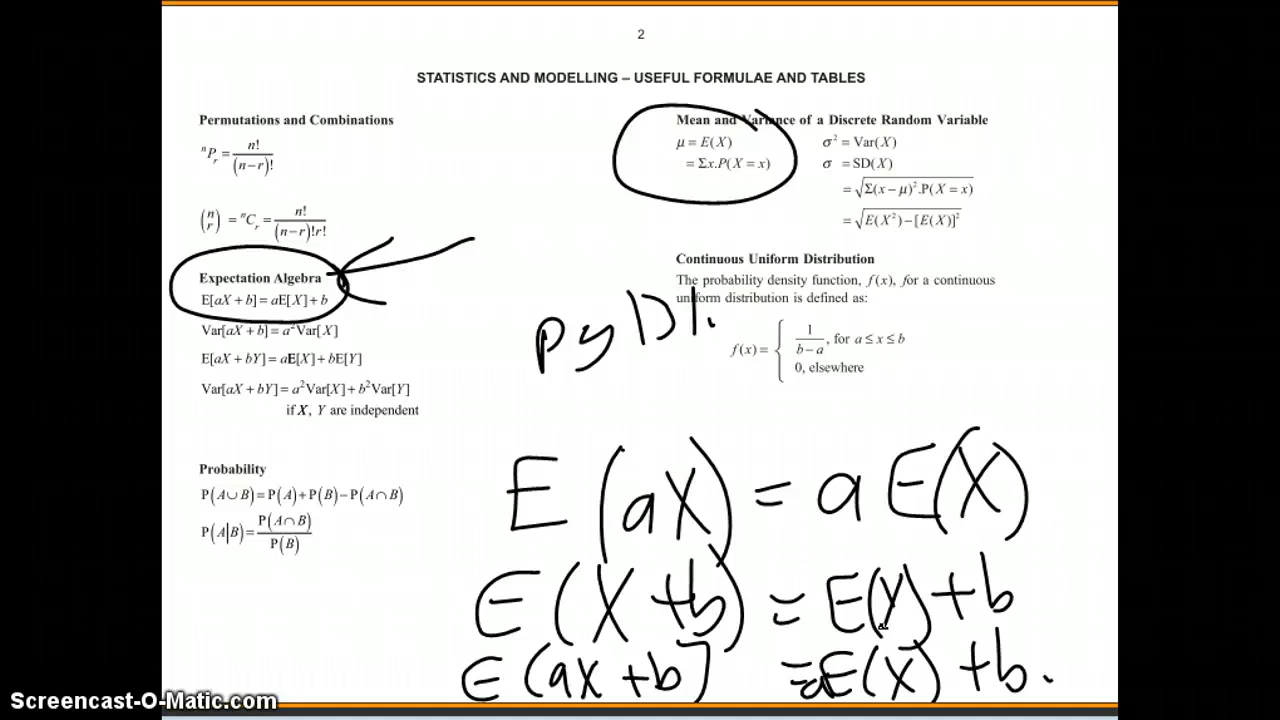 2
STATISTICS AND MODELLING – USEFUL FORMULAE AND TABLES
Permutations and Combinations
ⁿPᵣ = n! / (n−r)!
(n r) = ⁿCᵣ = n! / (n−r)!r!
Expectation Algebra
E[aX + b] = aE[X] + b
Var[aX + b] = a²Var[X]
E[aX + bY] = aE[X] + bE[Y]
Var[aX + bY] = a²Var[X] + b²Var[Y]
if X, Y are independent
Probability
P(A∪B) = P(A) + P(B) − P(A∩B)
P(A|B) = P(A∩B) / P(B)
Mean and Variance of a Discrete Random Variable
μ = E(X)
= Σx.P(X = x)
σ² = Var(X)
σ = SD(X)
= √Σ(x − μ)².P(X = x)
= √E(X²) − [E(X)]²
Continuous Uniform Distribution
The probability density function, f(x), for a continuous
uniform distribution is defined as:
f(x) = { 1 / b−a, for a ≤ x ≤ b
0, elsewhere
E(aX) = aE(X)
E(X+b) = E(X)+b
E(aX+b) = aE(X)+b.
Screencast-O-Matic.com